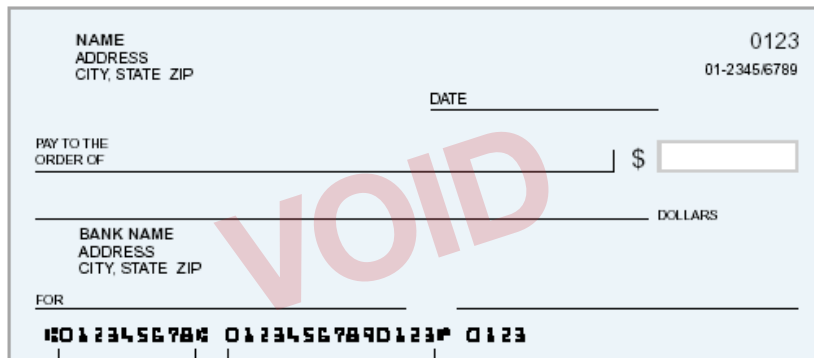 NAME 0123
ADDRESS 01-2345/6789
CITY, STATE ZIP
DATE
PAY TO THE
ORDER OF $
DOLLARS
VOID
BANK NAME
ADDRESS
CITY, STATE ZIP
FOR
⑆012345678⑆ 01234567890123⑈ 0123